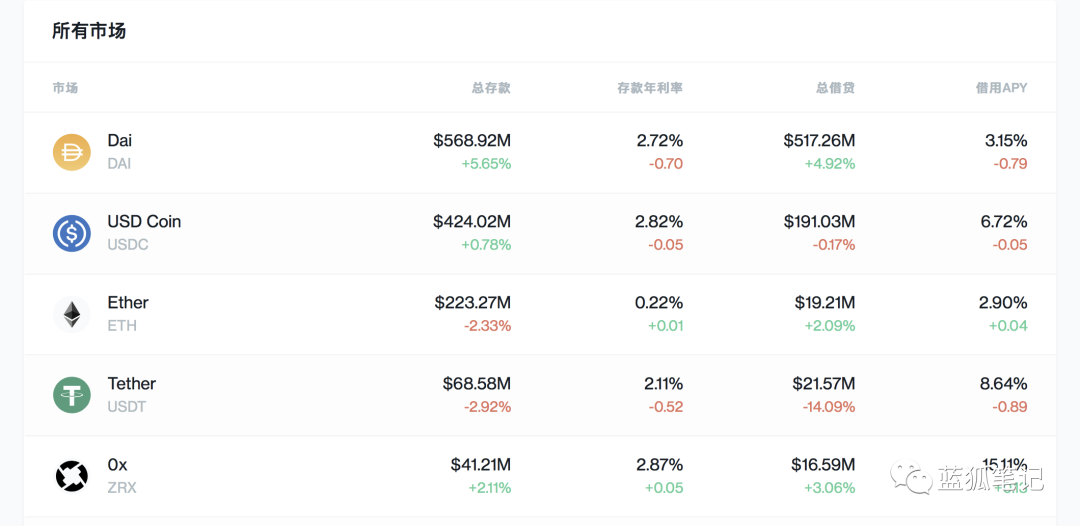 所有市场
市场 总存款 存款年利率 总借贷 借用APY
Dai $568.92M 2.72% $517.26M 3.15%
DAI +5.65% -0.70 +4.92% -0.79
USD Coin $424.02M 2.82% $191.03M 6.72%
USDC +0.78% -0.05 -0.17% -0.05
Ether $223.27M 0.22% $19.21M 2.90%
ETH -2.33% +0.01 +2.09% +0.04
Tether $68.58M 2.11% $21.57M 8.64%
USDT -2.92% -0.52 -14.09% -0.89
0x $41.21M 2.87% $16.59M 15.11%
ZRX +2.11% +0.05 +3.06%
蓝狐笔记